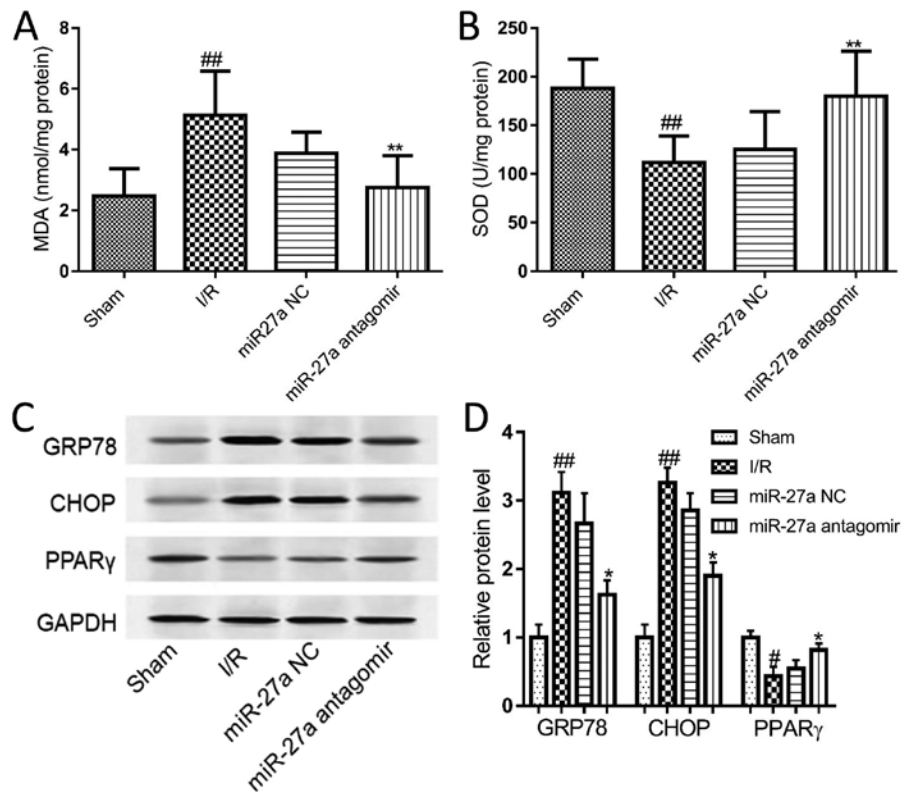 A
MDA (nmol/mg protein)
8
6
4
2
0
##
**
Sham
I/R
miR27a NC
miR-27a antagomir
B
SOD (U/mg protein)
250
200
150
100
50
0
##
**
Sham
I/R
miR-27a NC
miR-27a antagomir
C
GRP78
CHOP
PPARγ
GAPDH
Sham
I/R
miR-27a NC
miR-27a antagomir
D
Relative protein level
4
3
2
1
0
##
*
##
*
#
*
Sham
I/R
miR-27a NC
miR-27a antagomir
GRP78
CHOP
PPARγ